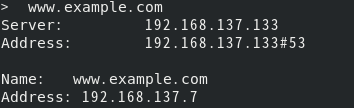 > www.example.com
Server: 192.168.137.133
Address: 192.168.137.133#53
Name: www.example.com
Address: 192.168.137.7